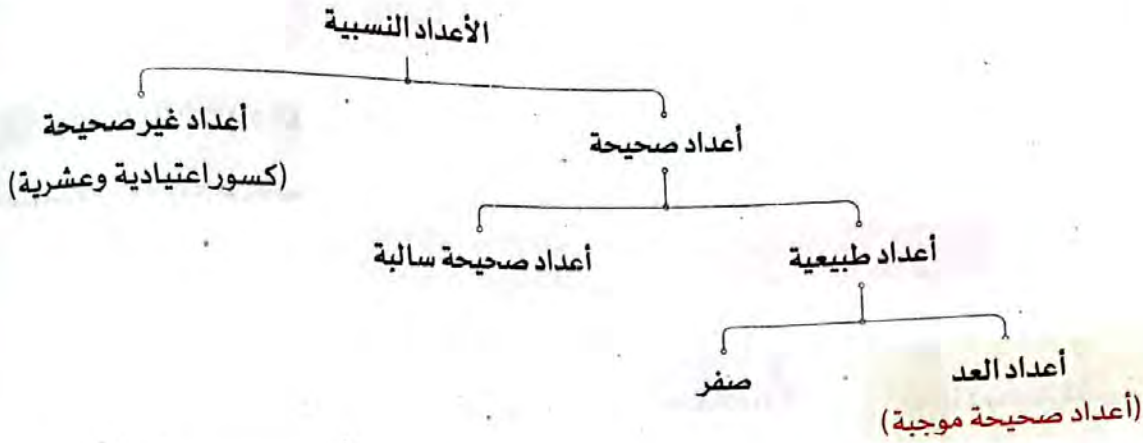 الأعداد النسبية
أعداد صحيحة
أعداد غير صحيحة
(كسور اعتيادية وعشرية)
أعداد طبيعية
أعداد صحيحة سالبة
أعداد العد
(أعداد صحيحة موجبة)
صفر